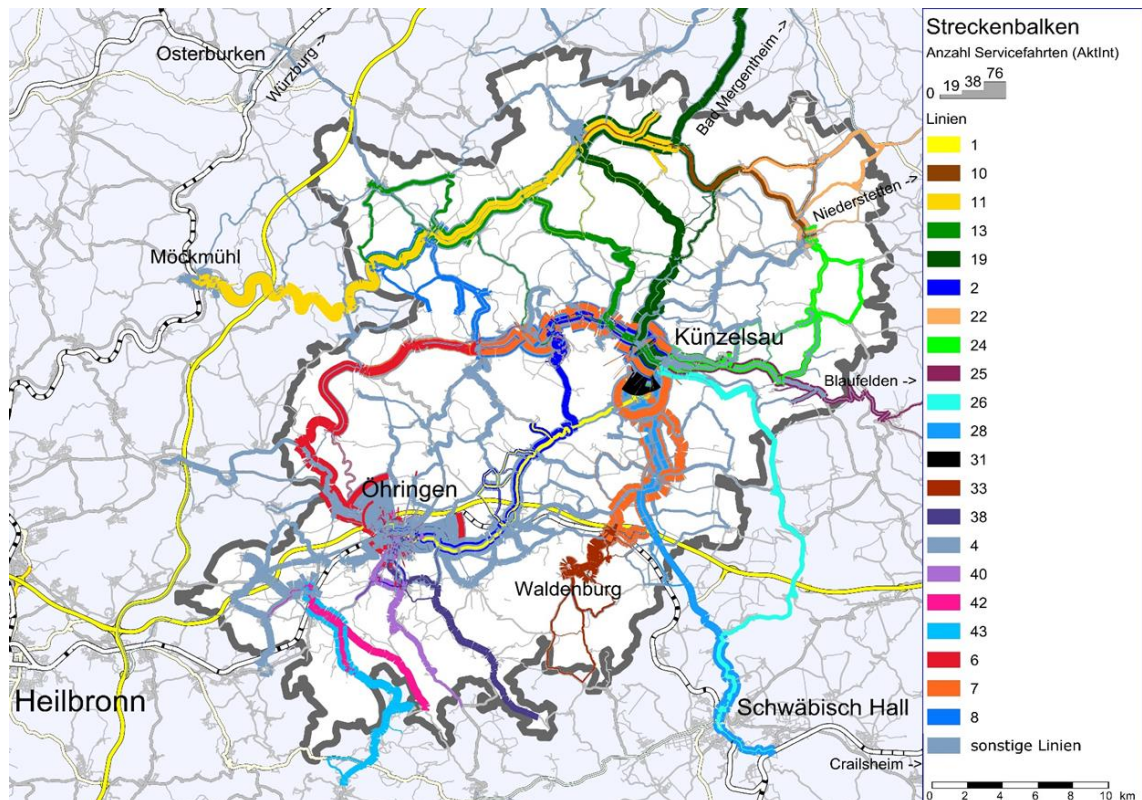 Osterburken
Würzburg ->
Bad Mergentheim ->
Niederstetten ->
Möckmühl
Künzelsau
Blaufelden ->
Öhringen
Waldenburg
Heilbronn
Schwäbisch Hall
Crailsheim ->
Streckenbalken
Anzahl Servicefahrten (AktInt)
0 19 38 76
Linien
1
10
11
13
19
2
22
24
25
26
28
31
33
38
4
40
42
43
6
7
8
sonstige Linien
0 2 4 6 8 10 km